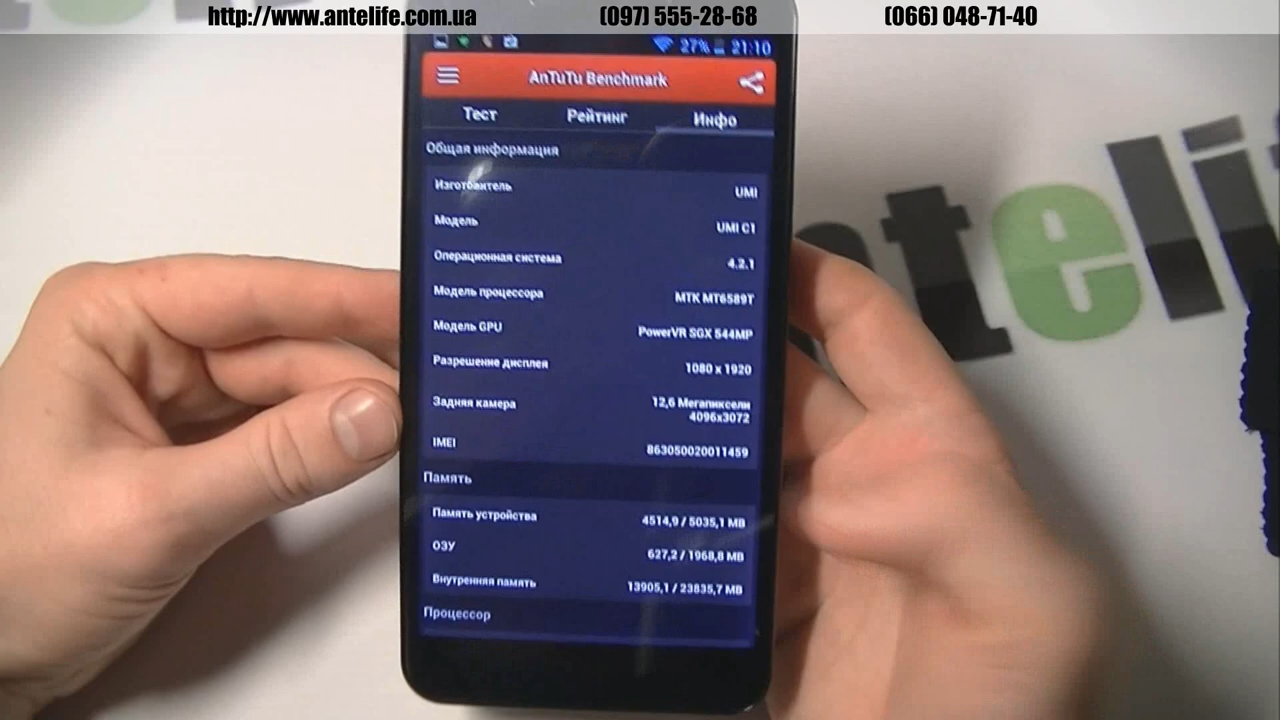 http://www.antelife.com.ua (097) 555-28-68 (066) 048-71-40
27% 21:10
AnTuTu Benchmark
Тест Рейтинг Инфо
Общая информация
Изготовитель UMI
Модель UMI C1
Операционная система 4.2.1
Модель процессора MTK MT6589T
Модель GPU PowerVR SGX 544MP
Разрешение дисплея 1080 x 1920
Задняя камера 12,6 Мегапиксели
4096x3072
IMEI 863050020011459
Память
Память устройства 4514,9 / 5035,1 MB
ОЗУ 627,2 / 1968,8 MB
Внутренняя память 13905,1 / 23835,7 MB
Процессор
nteli